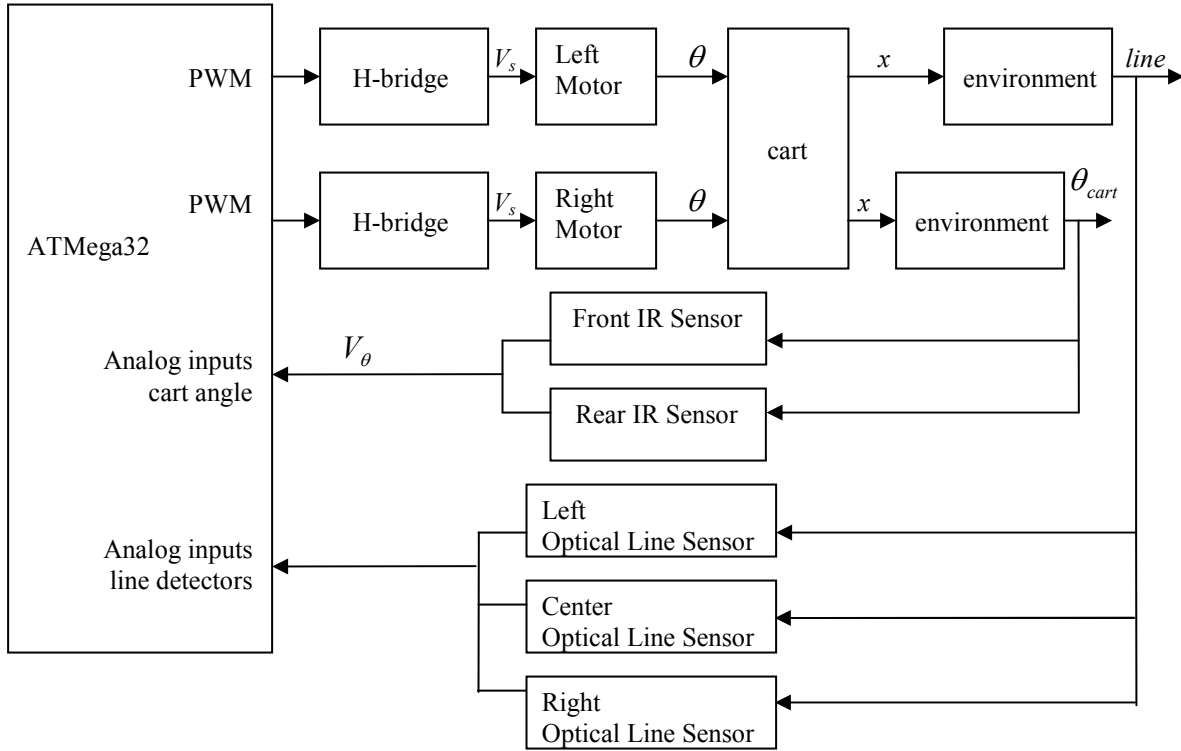 PWM
H-bridge
V_s
Left
Motor
θ
cart
x
environment
line
PWM
H-bridge
V_s
Right
Motor
θ
x
environment
θ_cart
ATMega32
Front IR Sensor
Analog inputs
cart angle
V_θ
Rear IR Sensor
Left
Optical Line Sensor
Analog inputs
line detectors
Center
Optical Line Sensor
Right
Optical Line Sensor